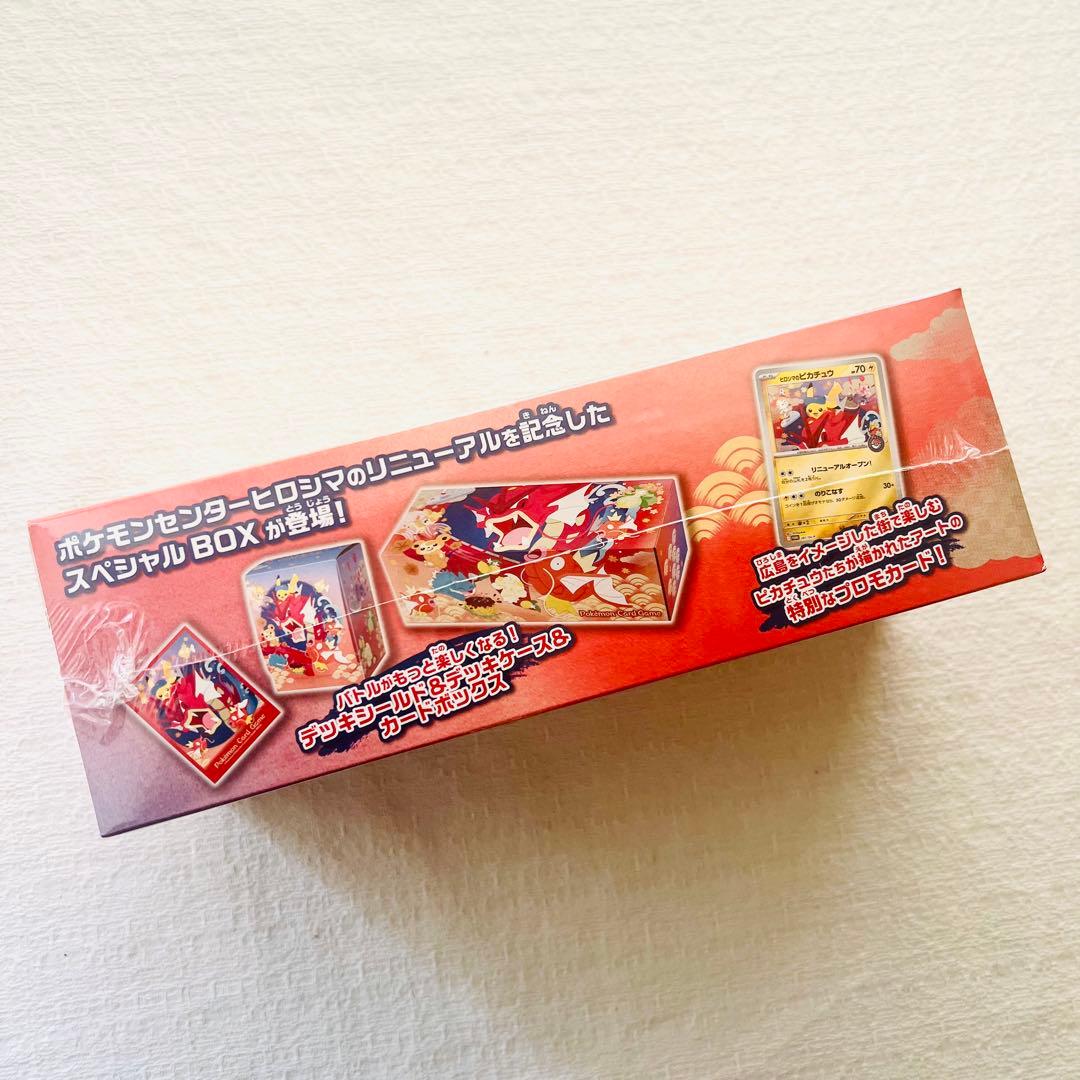 ポケモンセンターヒロシマのリニューアルを記念した
スペシャルBOXが登場!
バトルがもっと楽しくなる!
デッキシールド&デッキケース&
カードボックス
Pokémon Card Game
Pokémon Card Game
ヒロシマのピカチュウ
70
リニューアルオープン!
のりこなす 30+
広島をイメージした街で楽しむ
ピカチュウたちが描かれたアートの
特別なプロモカード!